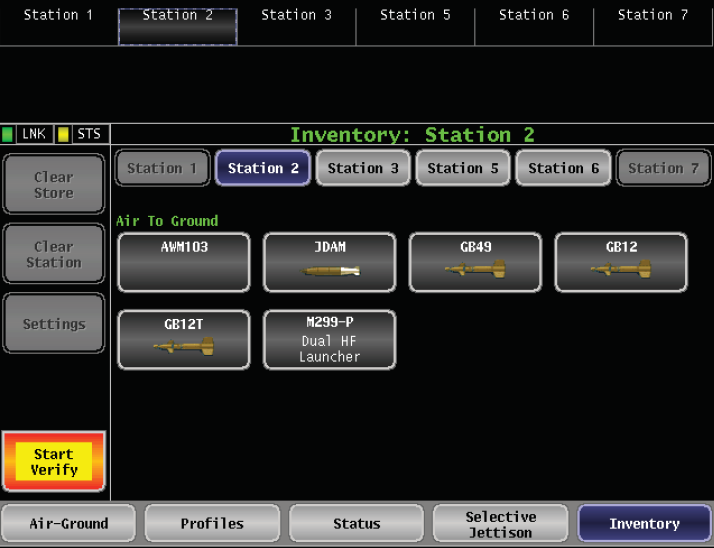 Station 1 Station 2 Station 3 Station 5 Station 6 Station 7
LNK STS Inventory: Station 2
Clear
Store
Station 1 Station 2 Station 3 Station 5 Station 6 Station 7
Air To Ground
Clear
Station
AWM103 JDAM GB49 GB12
Settings
GB12T M299-P
Dual HF
Launcher
Start
Verify
Air-Ground Profiles Status Selective
Jettison Inventory